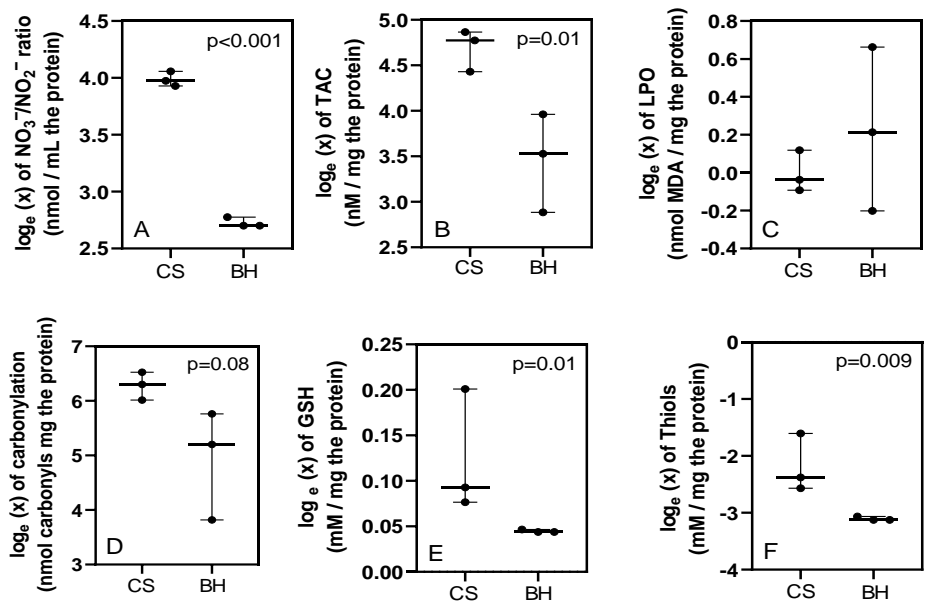 logₑ (x) of NO₃⁻/NO₂⁻ ratio
(nmol / mL the protein)
4.5
4.0
3.5
3.0
2.5
p<0.001
A
CS
BH
logₑ (x) of TAC
(nM / mg the protein)
5.0
4.5
4.0
3.5
3.0
2.5
p=0.01
B
CS
BH
logₑ (x) of LPO
(nmol MDA / mg the protein)
0.8
0.6
0.4
0.2
0.0
-0.2
-0.4
C
CS
BH
logₑ (x) of carbonylation
(nmol carbonyls mg the protein)
7
6
5
4
3
p=0.08
D
CS
BH
log ₑ (x) of GSH
(mM / mg the protein)
0.25
0.20
0.15
0.10
0.05
0.00
p=0.01
E
CS
BH
logₑ (x) of Thiols
(mM / mg the protein)
0
-1
-2
-3
-4
p=0.009
F
CS
BH